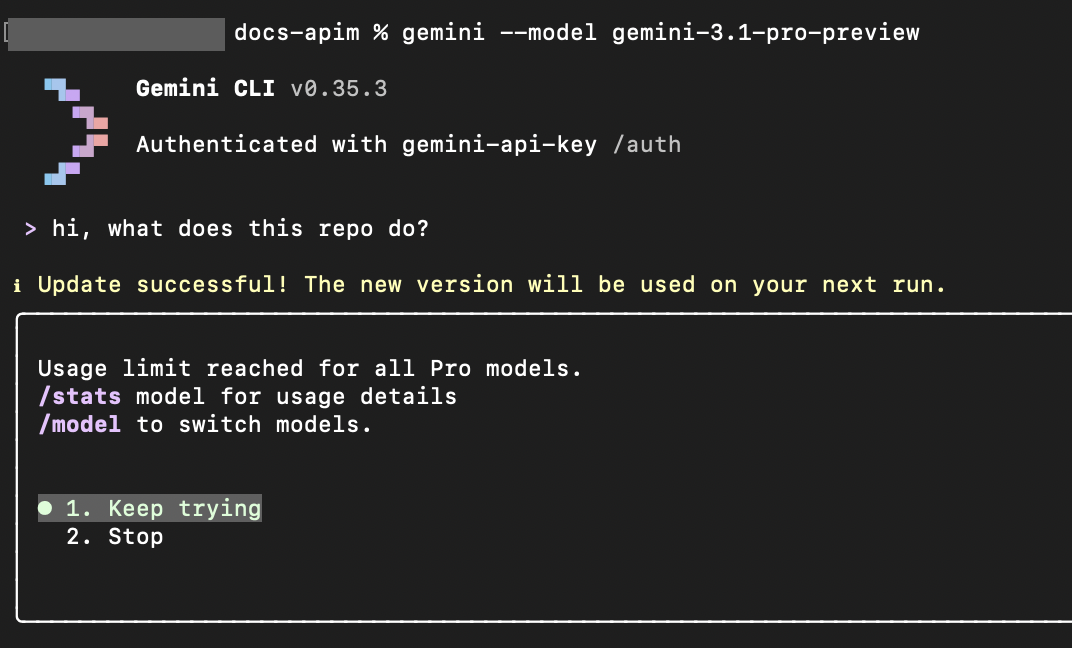 docs-apim % gemini --model gemini-3.1-pro-preview
Gemini CLI v0.35.3
Authenticated with gemini-api-key /auth
> hi, what does this repo do?
i Update successful! The new version will be used on your next run.
Usage limit reached for all Pro models.
/stats model for usage details
/model to switch models.
● 1. Keep trying
2. Stop